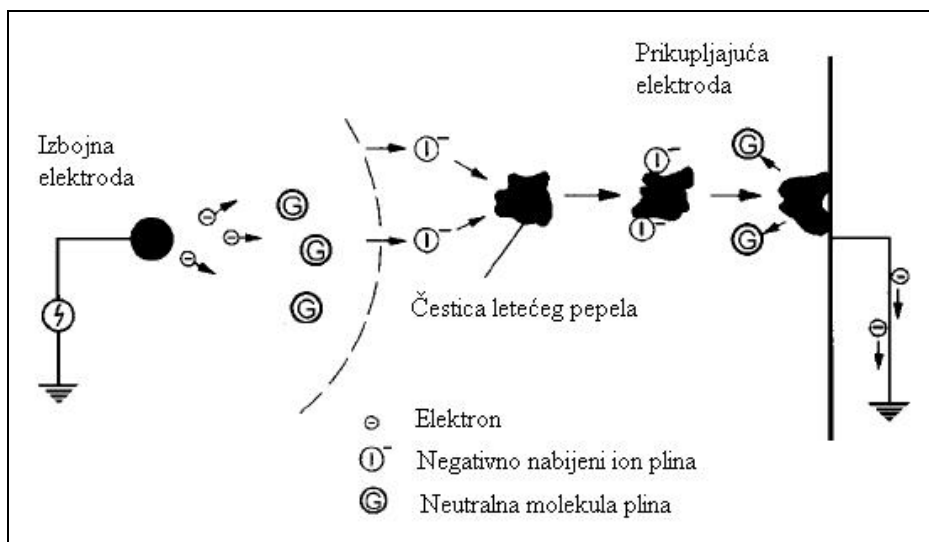 Prikupljajuća
elektroda
Izbojna
elektroda
I⁻
I⁻
I⁻
I⁻
G
G
G
G
G
Čestica letećeg pepela
Elektron
I⁻ Negativno nabijeni ion plina
G Neutralna molekula plina